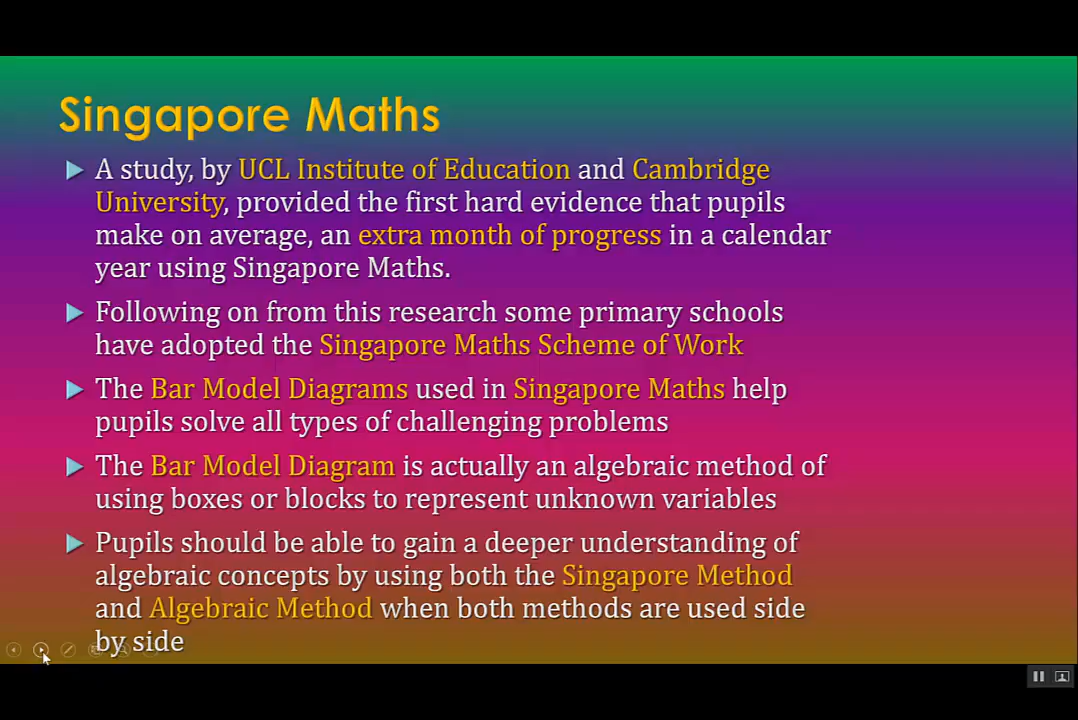 Singapore Maths
A study, by UCL Institute of Education and Cambridge
University, provided the first hard evidence that pupils
make on average, an extra month of progress in a calendar
year using Singapore Maths.
Following on from this research some primary schools
have adopted the Singapore Maths Scheme of Work
The Bar Model Diagrams used in Singapore Maths help
pupils solve all types of challenging problems
The Bar Model Diagram is actually an algebraic method of
using boxes or blocks to represent unknown variables
Pupils should be able to gain a deeper understanding of
algebraic concepts by using both the Singapore Method
and Algebraic Method when both methods are used side
by side